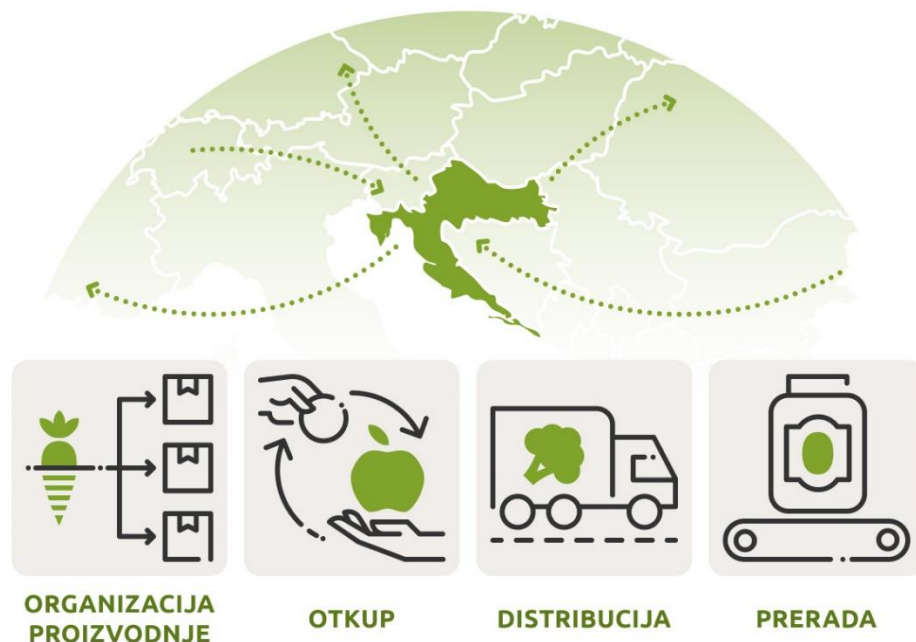 ORGANIZACIJA
PROIZVODNJE
OTKUP
DISTRIBUCIJA
PRERADA